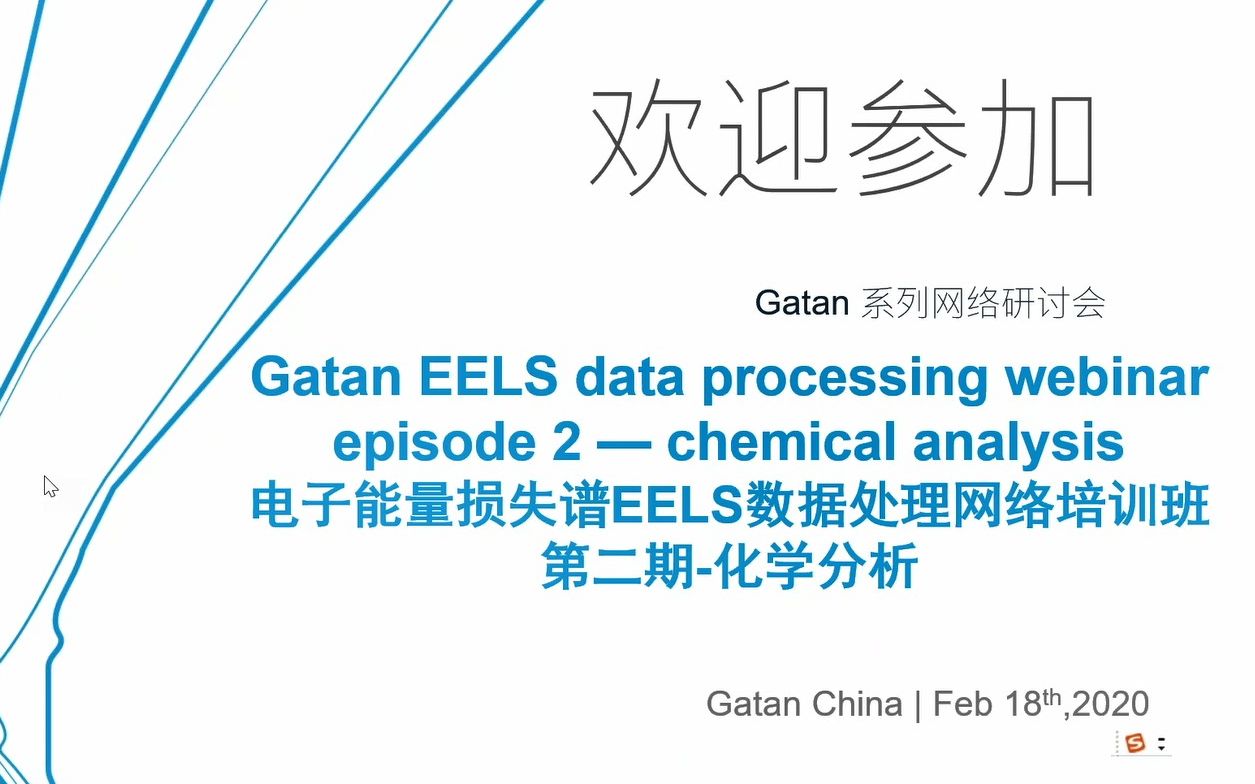 欢迎参加
Gatan 系列网络研讨会
Gatan EELS data processing webinar
episode 2 — chemical analysis
电子能量损失谱EELS数据处理网络培训班
第二期-化学分析
Gatan China | Feb 18th,2020